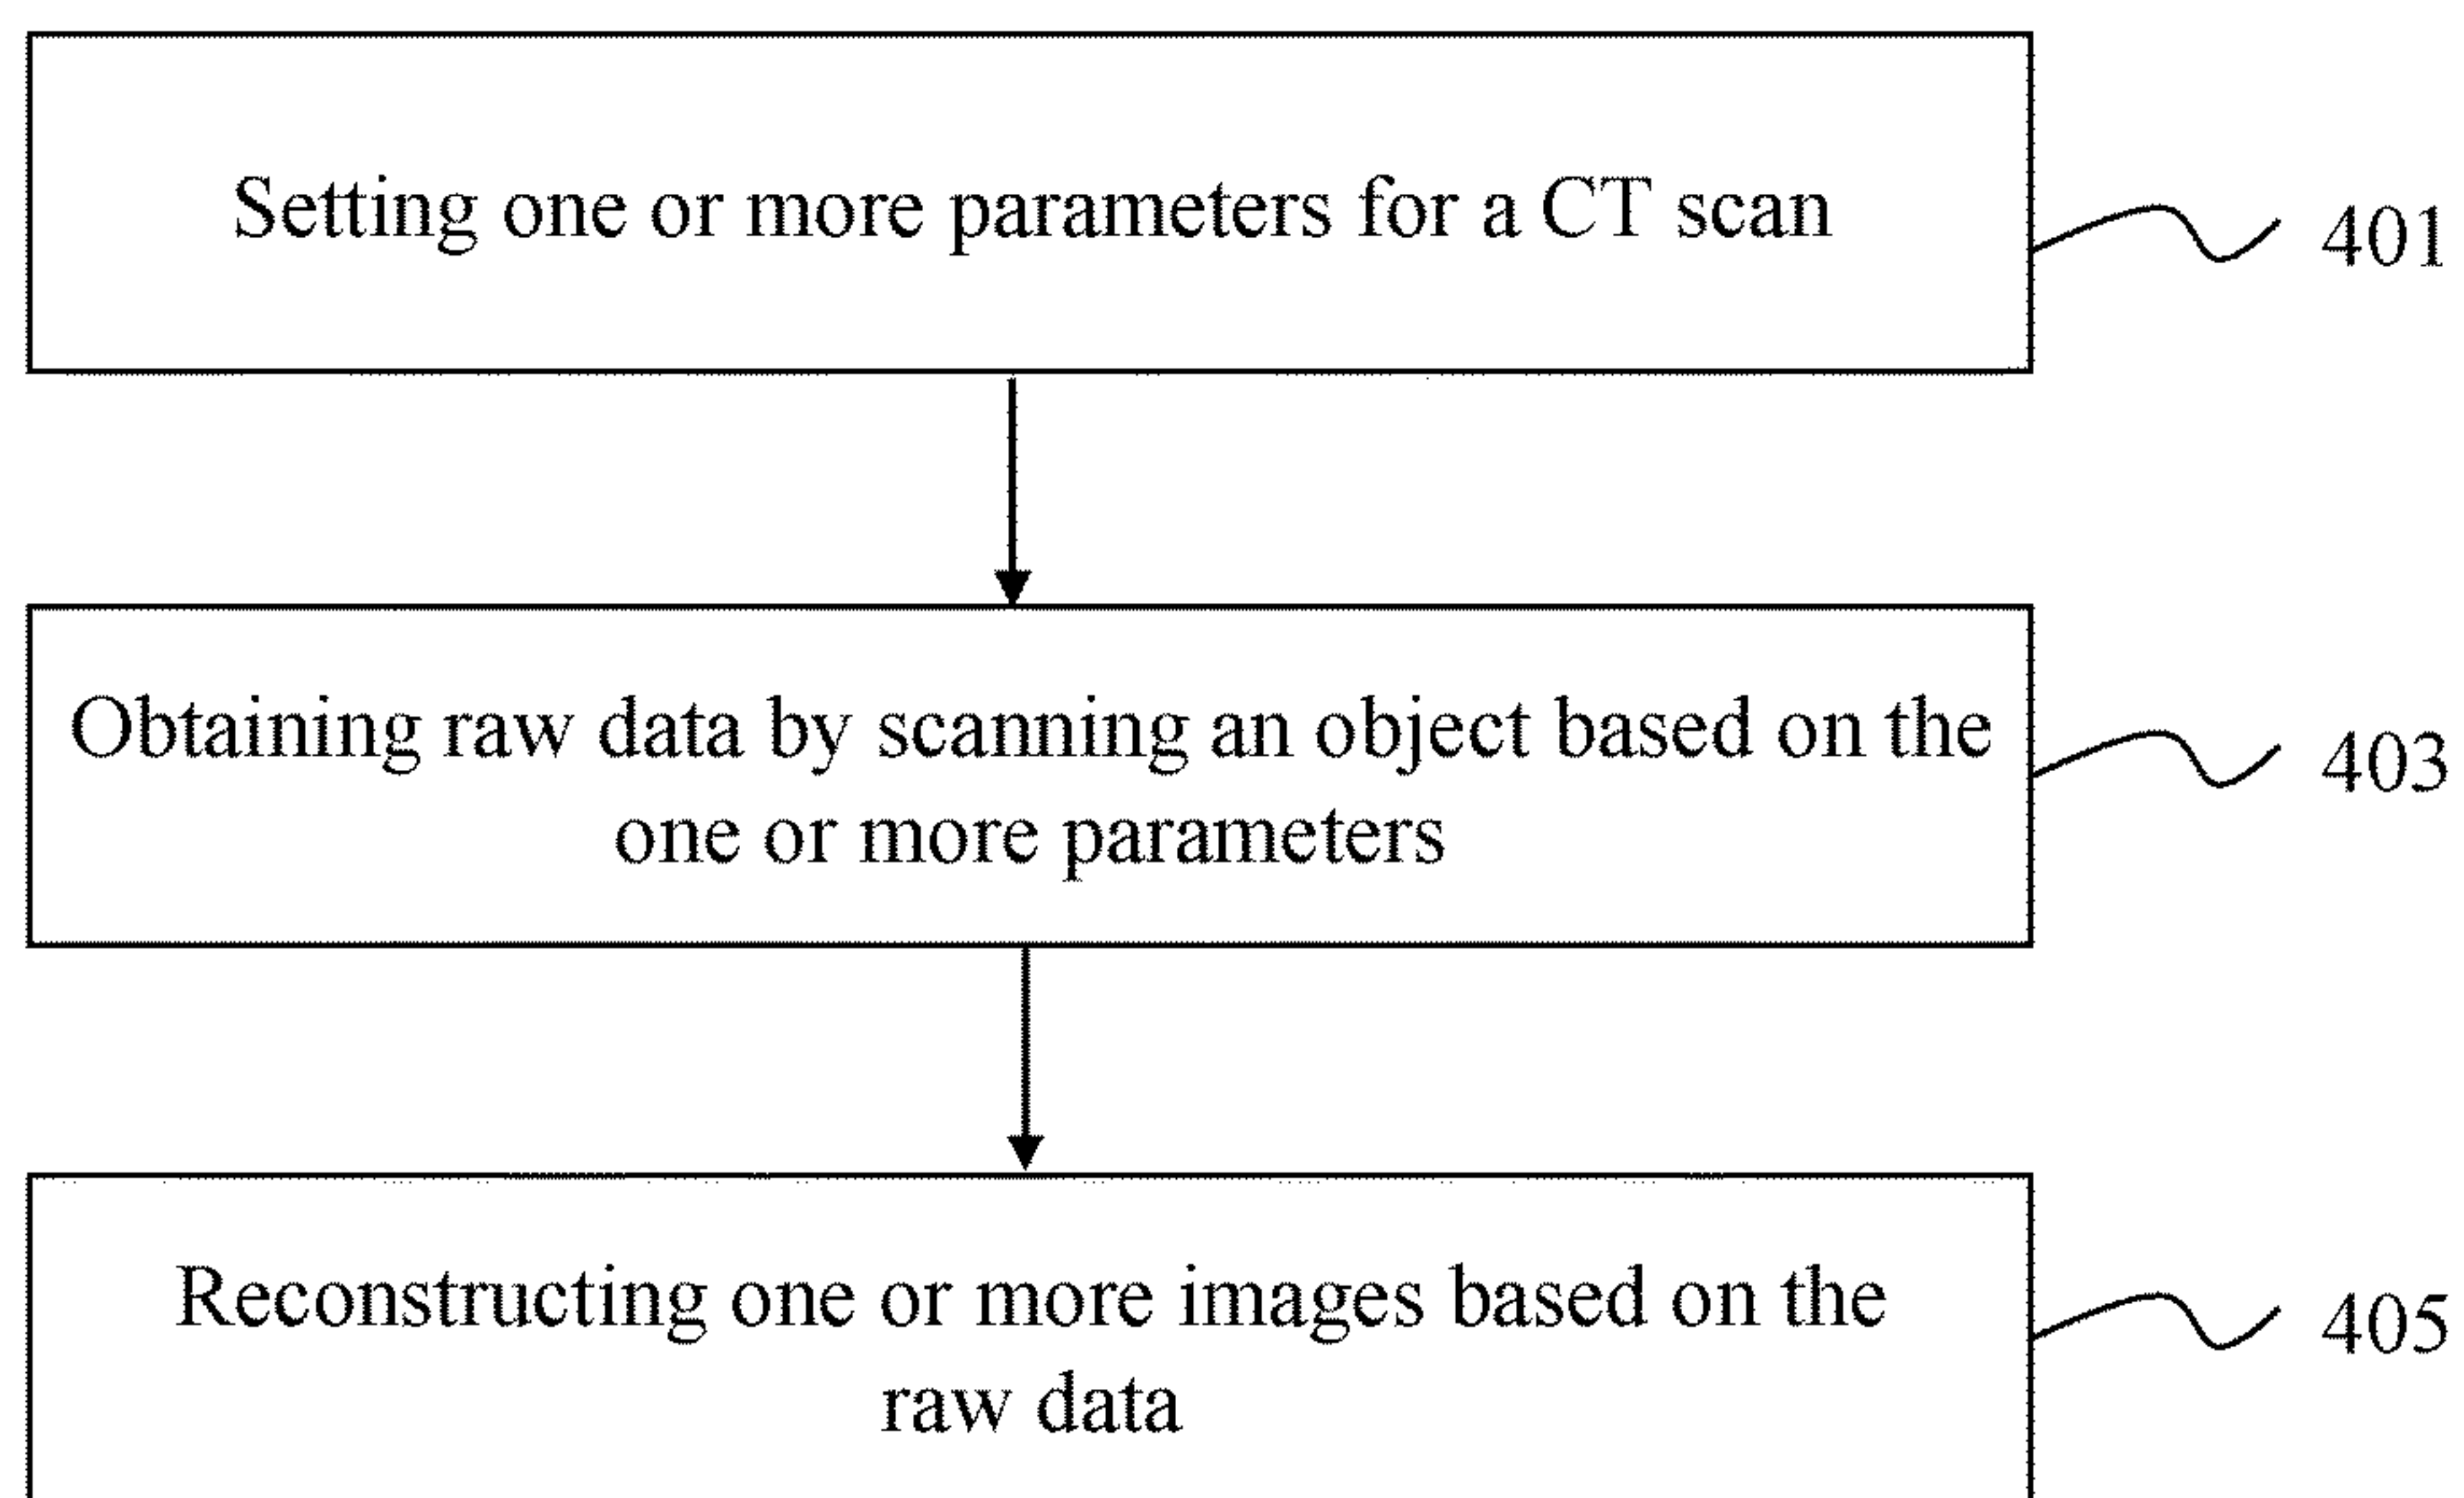 Setting one or more parameters for a CT scan
401
Obtaining raw data by scanning an object based on the
one or more parameters
403
Reconstructing one or more images based on the
raw data
405